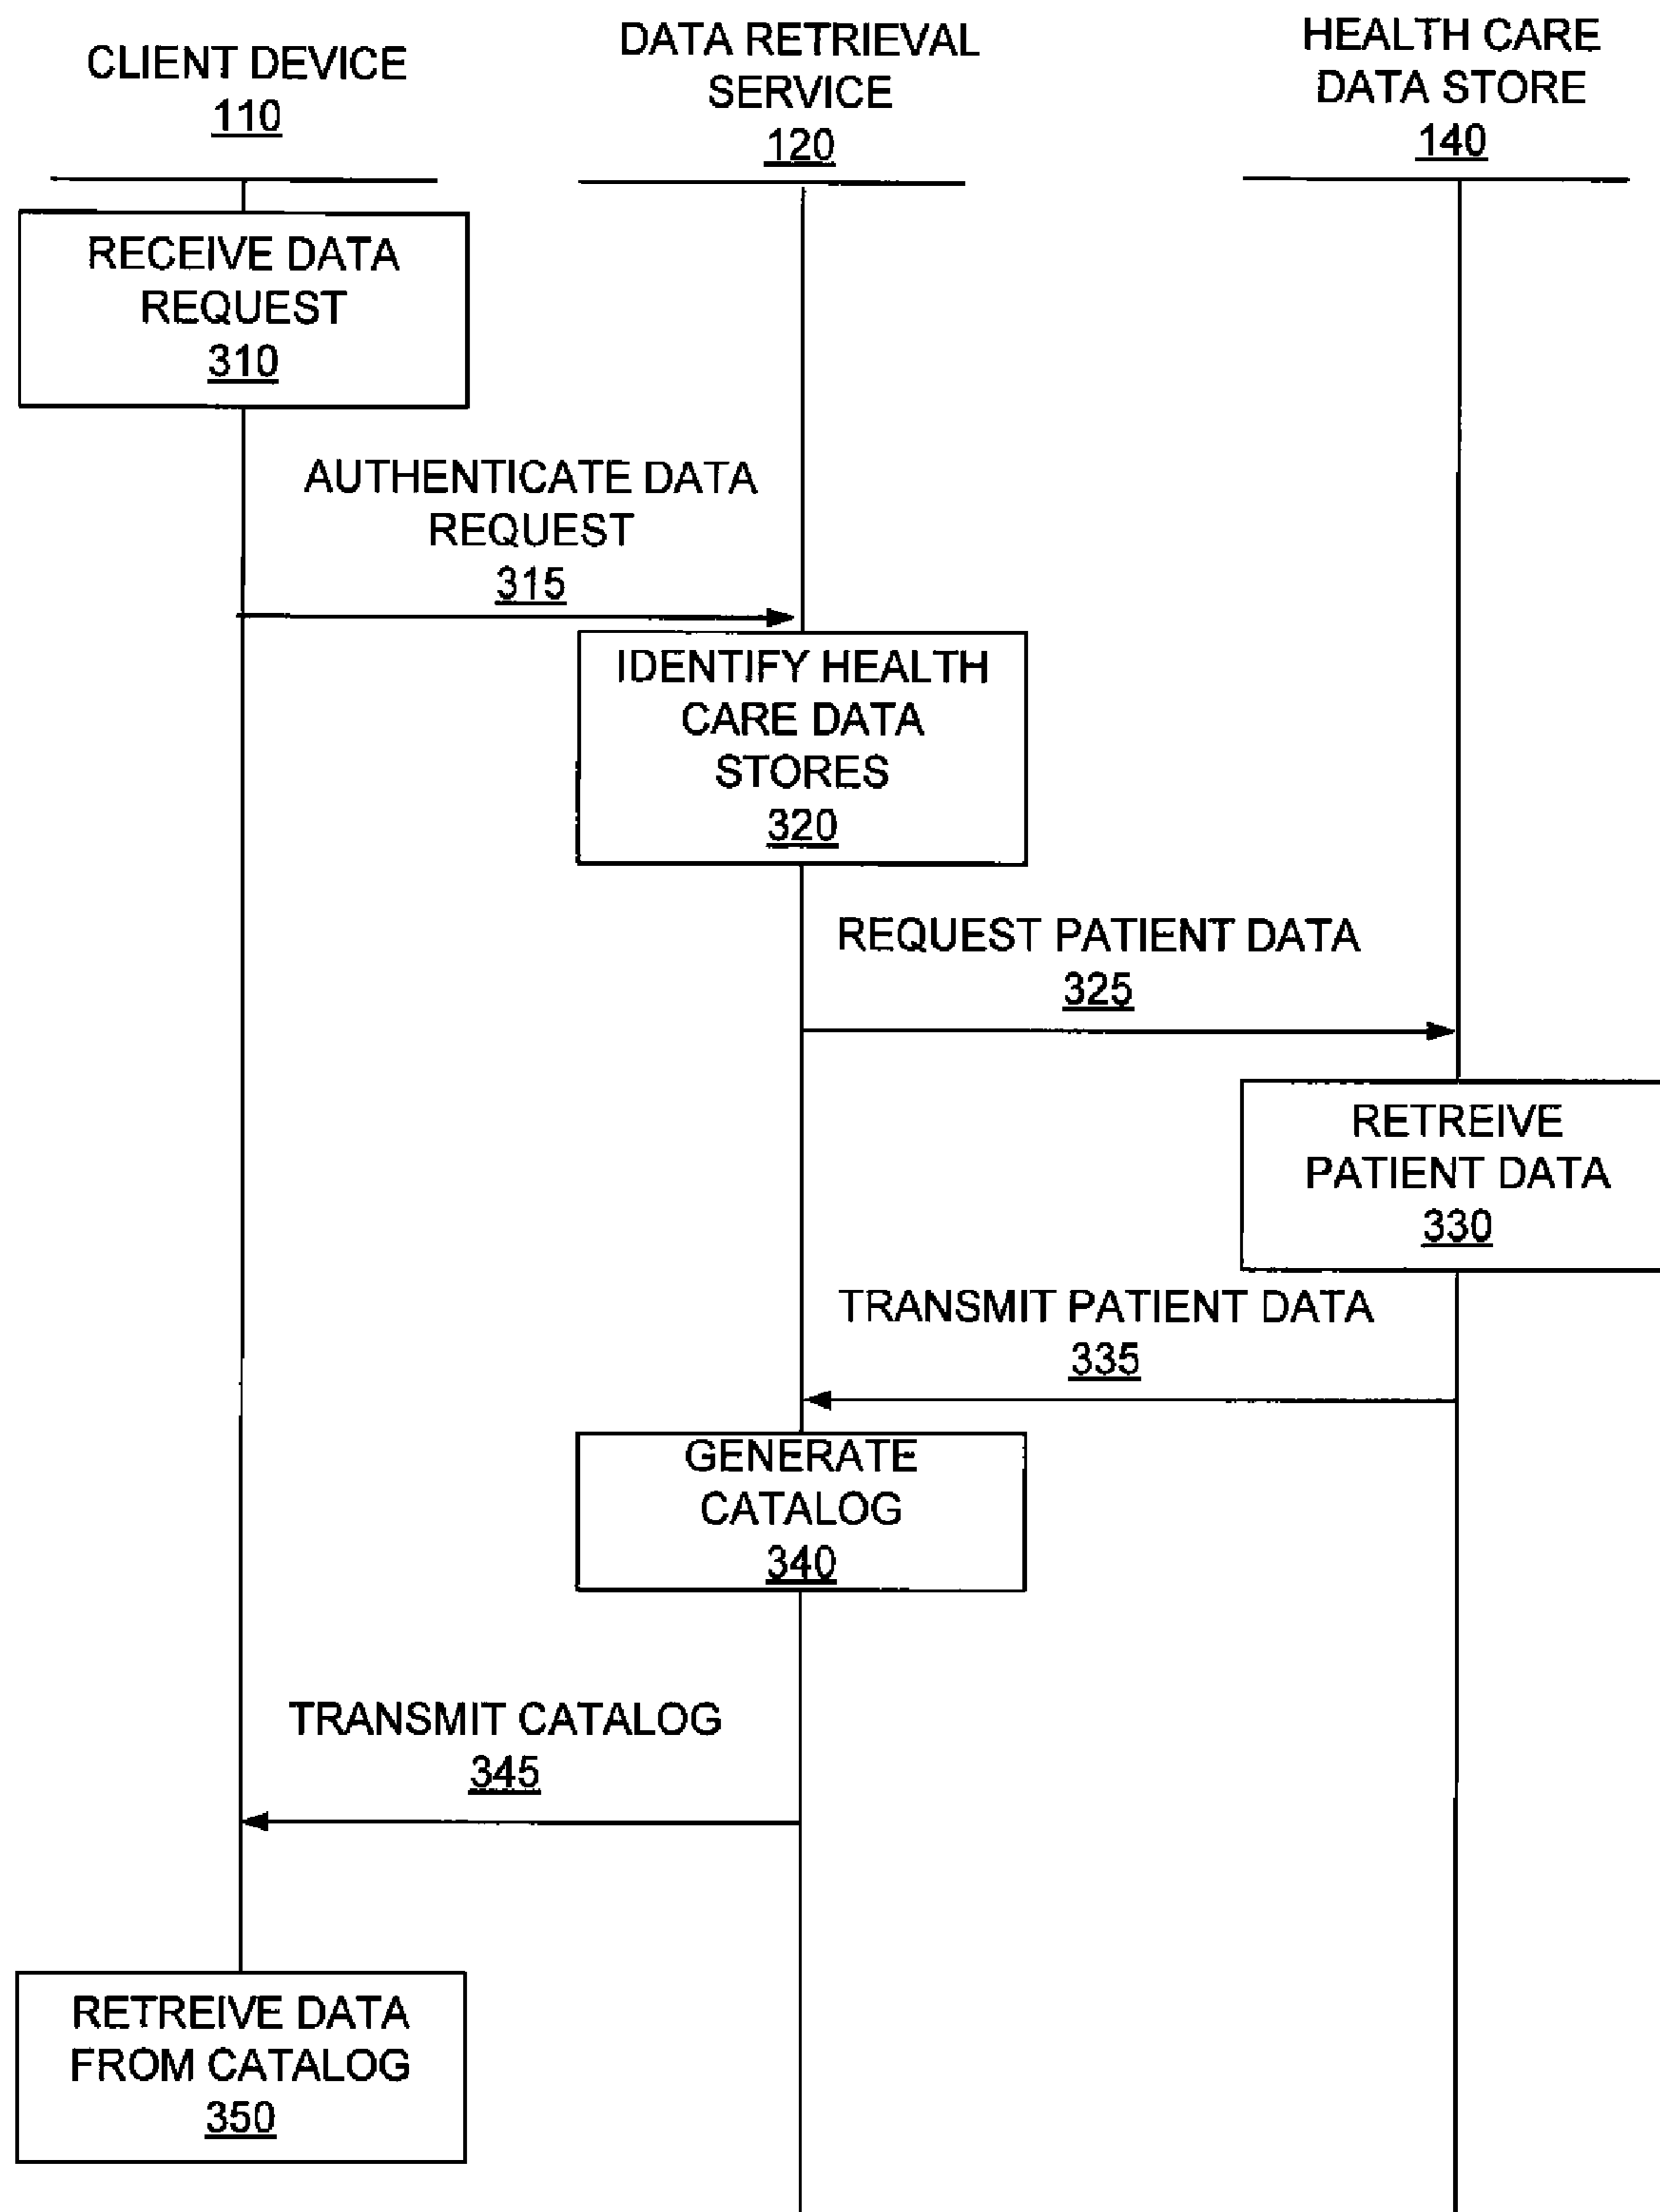 CLIENT DEVICE
110
DATA RETRIEVAL
SERVICE
120
HEALTH CARE
DATA STORE
140
RECEIVE DATA
REQUEST
310
AUTHENTICATE DATA
REQUEST
315
IDENTIFY HEALTH
CARE DATA
STORES
320
REQUEST PATIENT DATA
325
RETREIVE
PATIENT DATA
330
TRANSMIT PATIENT DATA
335
GENERATE
CATALOG
340
TRANSMIT CATALOG
345
RETREIVE DATA
FROM CATALOG
350